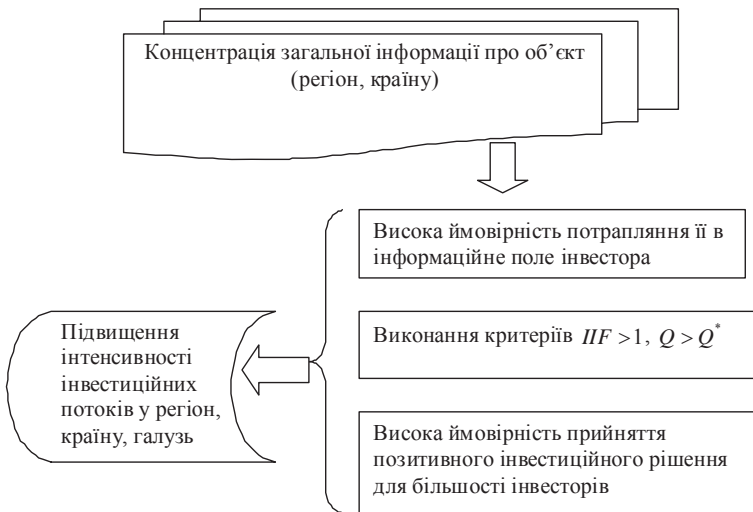 Концентрація загальної інформації про об’єкт
(регіон, країну)
Висока ймовірність потрапляння її в
інформаційне поле інвестора
Виконання критеріїв IIF > 1, Q > Q*
Висока ймовірність прийняття
позитивного інвестиційного рішення
для більшості інвесторів
Підвищення
інтенсивності
інвестиційних
потоків у регіон,
країну, галузь